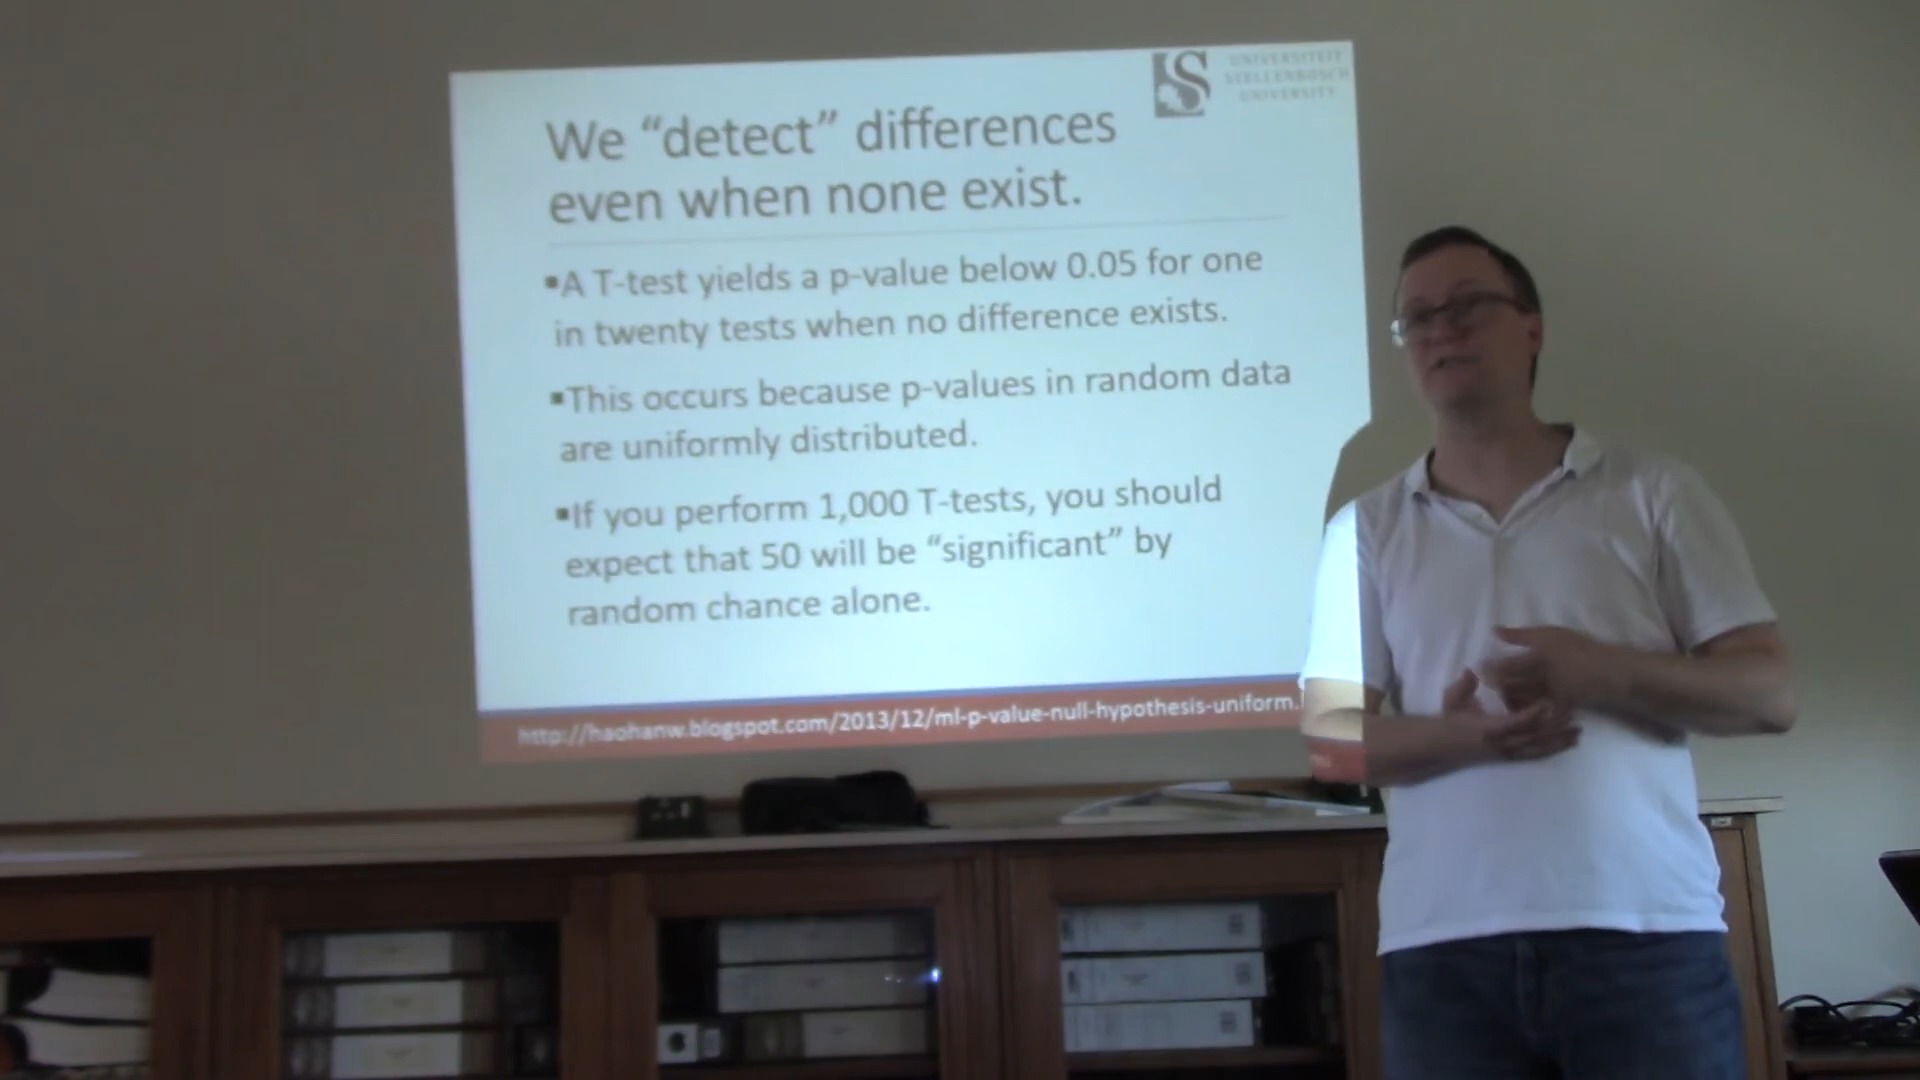 UNIVERSITEIT
STELLENBOSCH
UNIVERSITY
We “detect” differences
even when none exist.
▪A T-test yields a p-value below 0.05 for one
in twenty tests when no difference exists.
▪This occurs because p-values in random data
are uniformly distributed.
▪If you perform 1,000 T-tests, you should
expect that 50 will be “significant” by
random chance alone.
http://haohanw.blogspot.com/2013/12/ml-p-value-null-hypothesis-uniform.